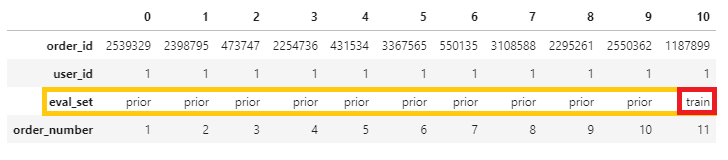 0 1 2 3 4 5 6 7 8 9 10
order_id 2539329 2398795 473747 2254736 431534 3367565 550135 3108588 2295261 2550362 1187899
user_id 1 1 1 1 1 1 1 1 1 1 1
eval_set prior prior prior prior prior prior prior prior prior prior train
order_number 1 2 3 4 5 6 7 8 9 10 11